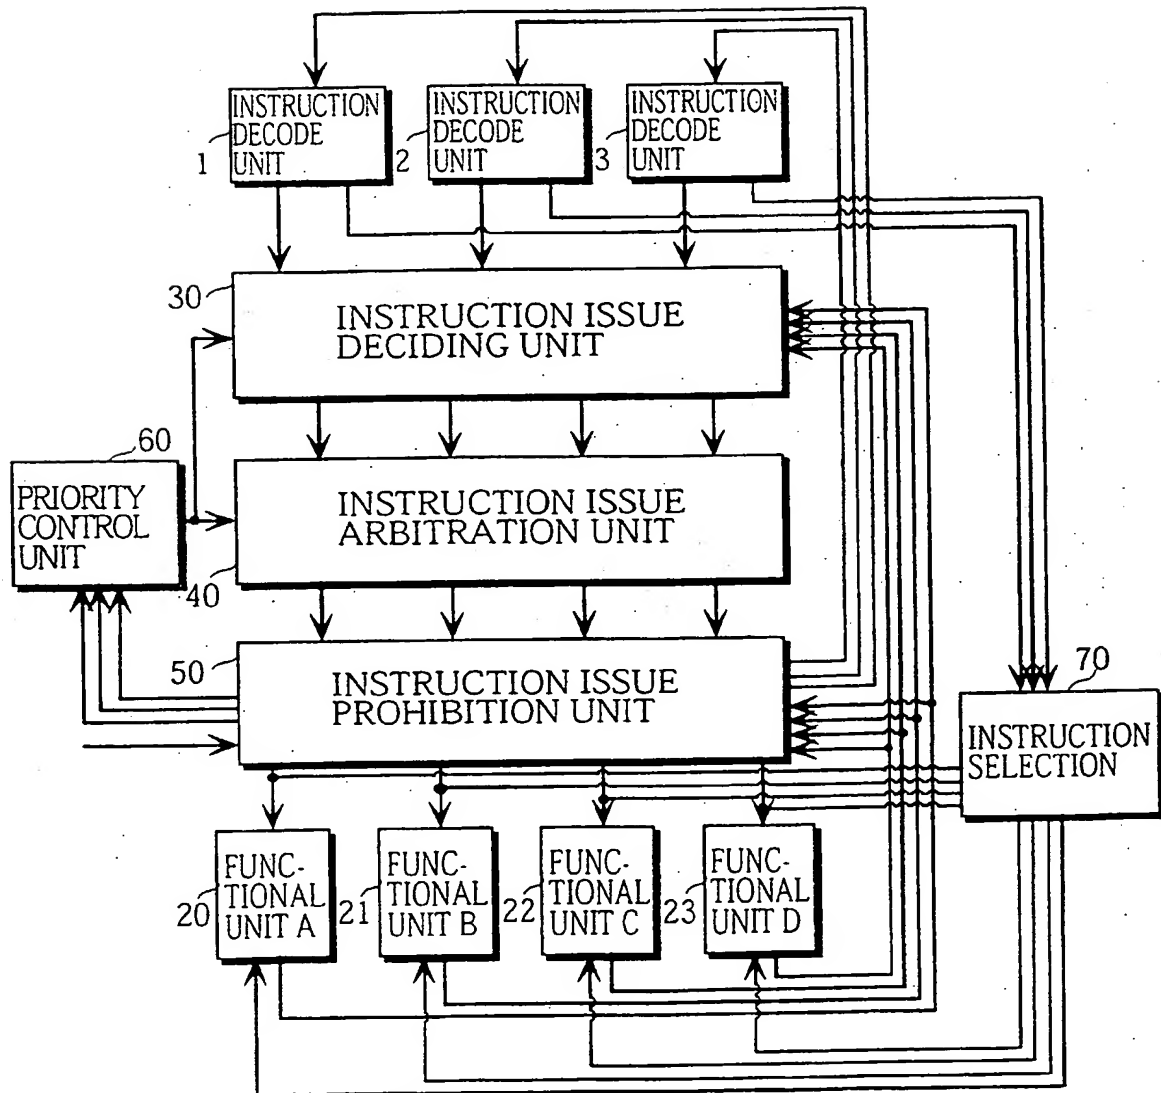 INSTRUCTION
DECODE
UNIT
1
INSTRUCTION
DECODE
UNIT
2
INSTRUCTION
DECODE
UNIT
3
30
INSTRUCTION ISSUE
DECIDING UNIT
60
PRIORITY
CONTROL
UNIT
INSTRUCTION ISSUE
ARBITRATION UNIT
40
50
INSTRUCTION ISSUE
PROHIBITION UNIT
70
INSTRUCTION
SELECTION
FUNC-
TIONAL
UNIT A
20
FUNC-
TIONAL
UNIT B
21
FUNC-
TIONAL
UNIT C
22
FUNC-
TIONAL
UNIT D
23